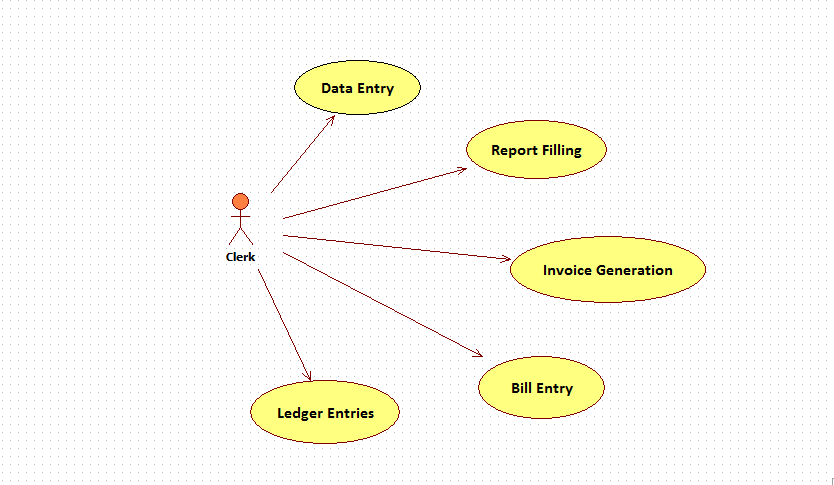 Data Entry
Report Filling
Clerk
Invoice Generation
Bill Entry
Ledger Entries